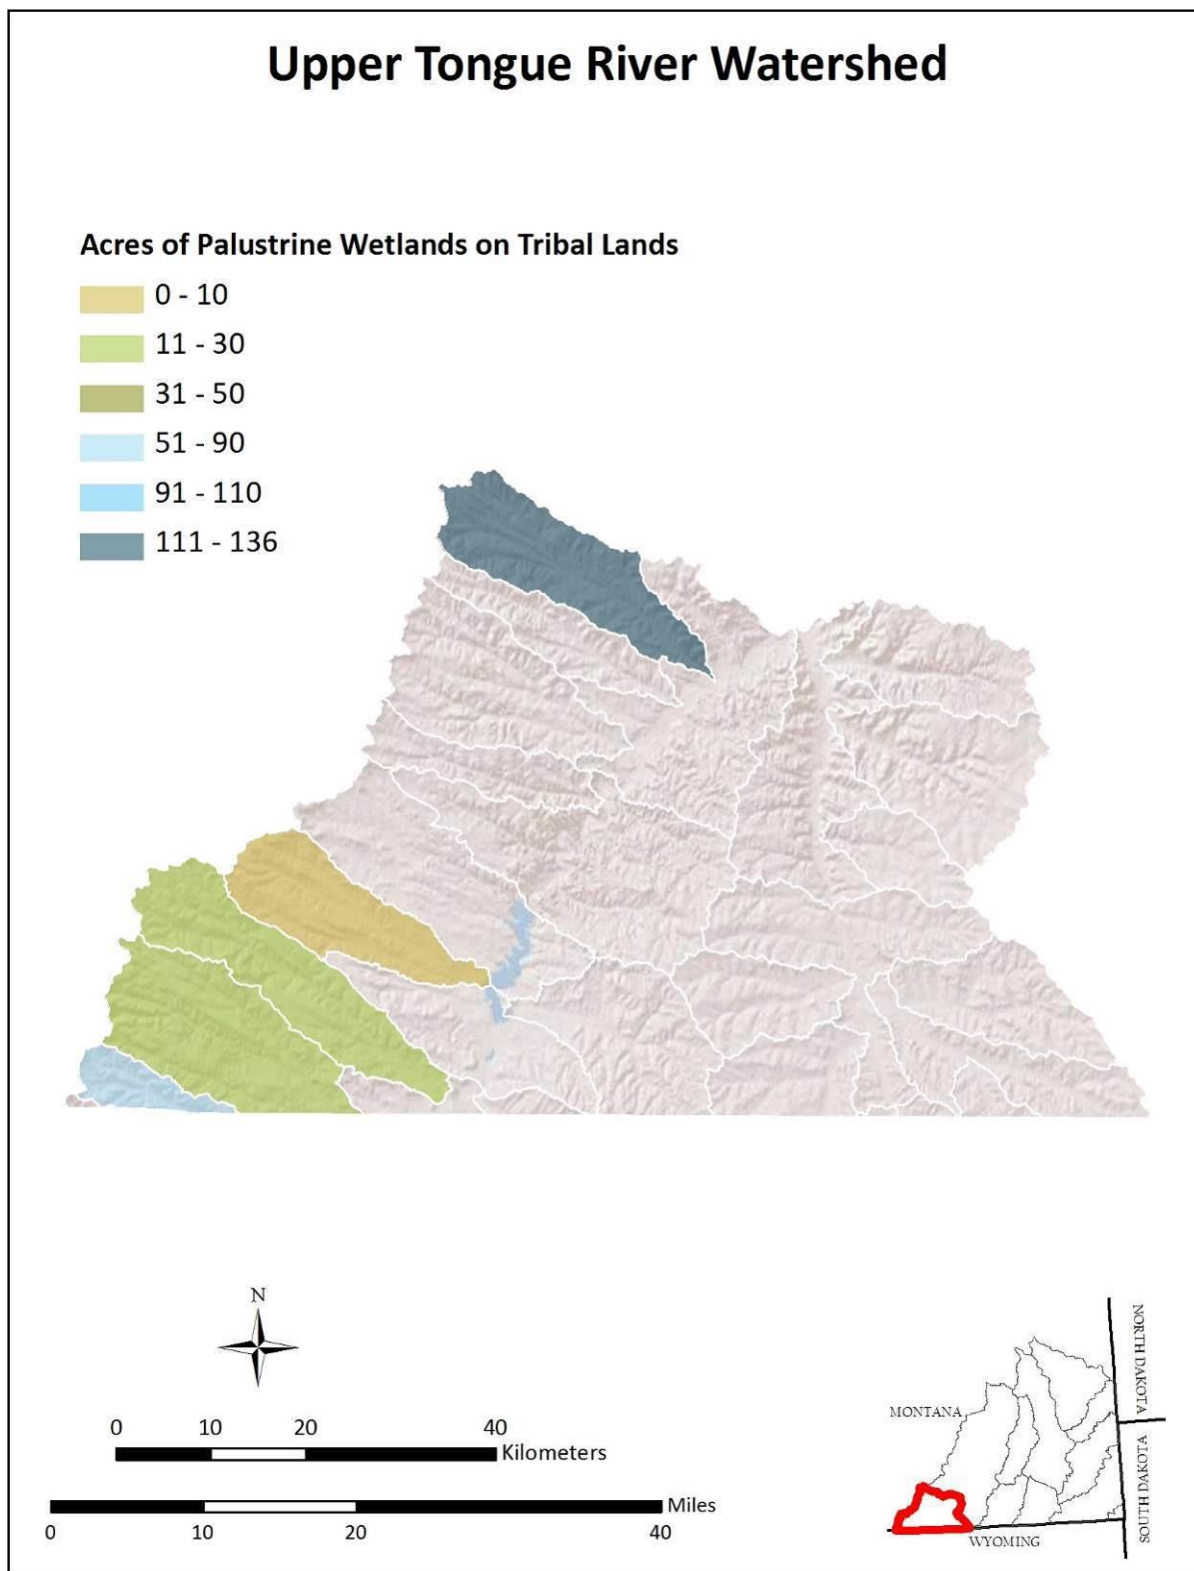 Upper Tongue River Watershed
Acres of Palustrine Wetlands on Tribal Lands
0 - 10
11 - 30
31 - 50
51 - 90
91 - 110
111 - 136
N
0 10 20 40
Kilometers
Miles
0 10 20 40
MONTANA
NORTH DAKOTA
SOUTH DAKOTA
WYOMING